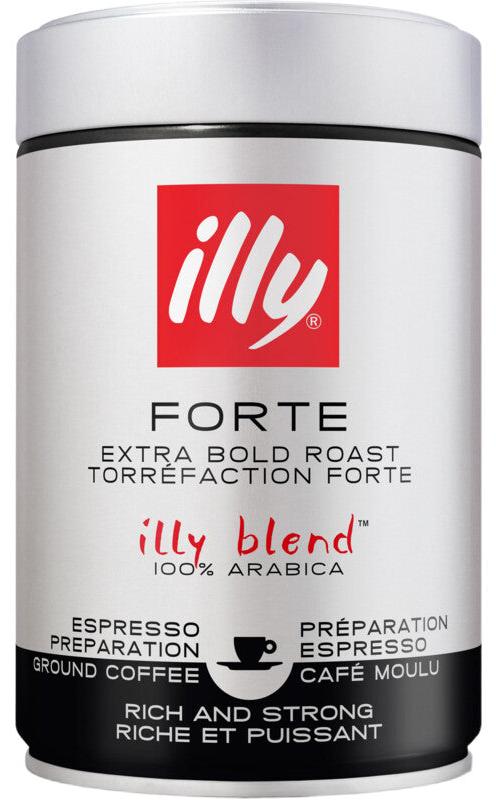 illy®
FORTE
EXTRA BOLD ROAST
TORRÉFACTION FORTE
illy blend™
100% ARABICA
ESPRESSO
PREPARATION
GROUND COFFEE
PRÉPARATION
ESPRESSO
CAFÉ MOULU
RICH AND STRONG
RICHE ET PUISSANT